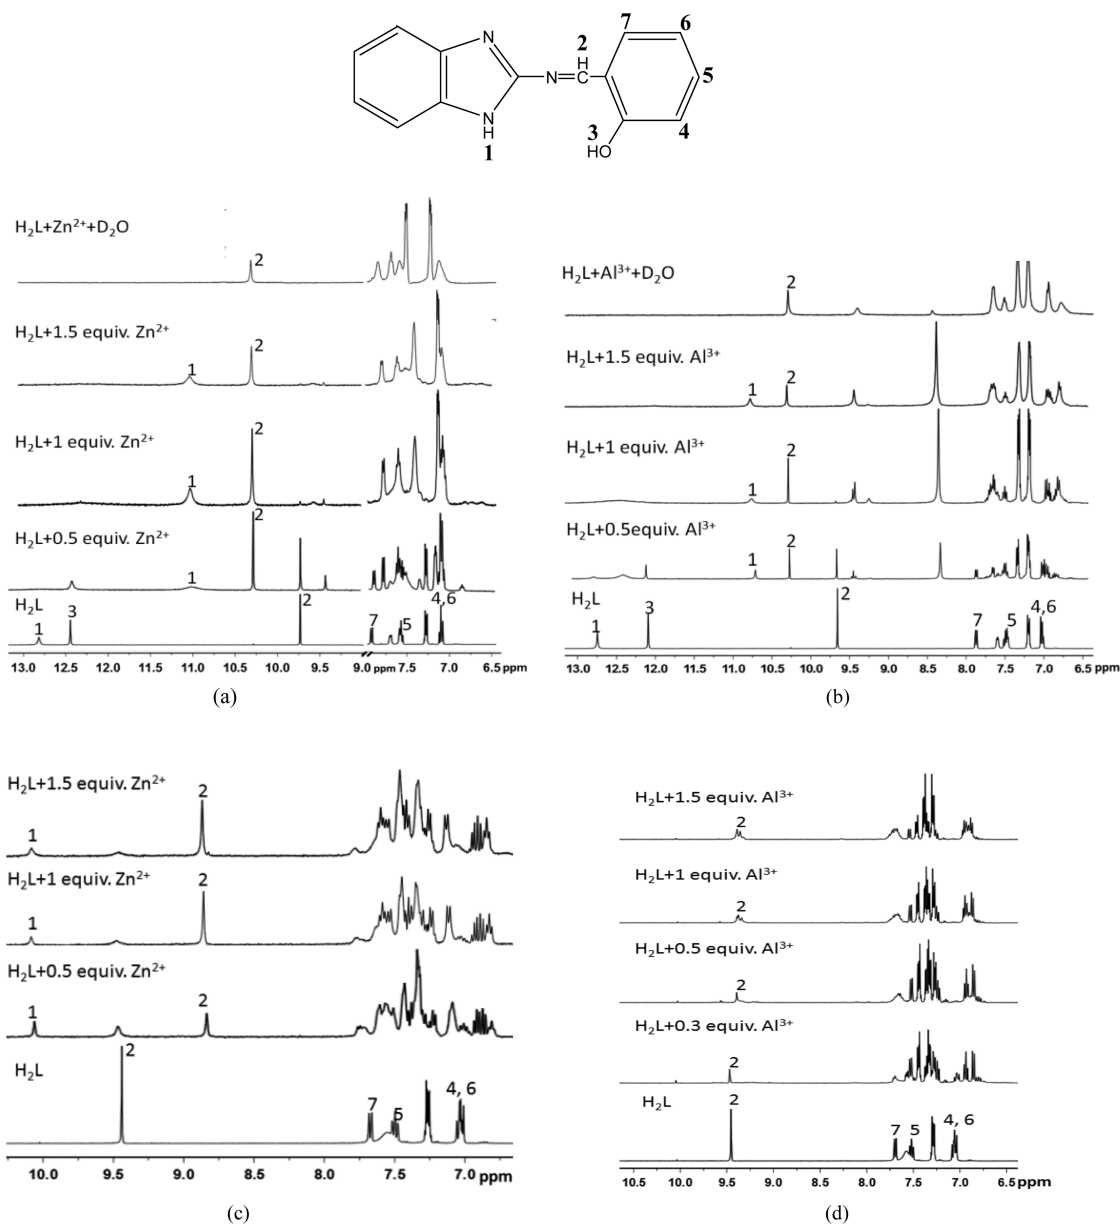 7 6
2
H
N
N C
5
N
H
1
3
4
HO
H₂L+Zn²⁺+D₂O
2
H₂L+1.5 equiv. Zn²⁺
1
2
H₂L+1 equiv. Zn²⁺
1
2
H₂L+0.5 equiv. Zn²⁺
1
2
H₂L
1
3
2
7
5
4,6
13.0 12.5 12.0 11.5 11.0 10.5 10.0 9.5 9.0 ppm 7.5 7.0 6.5 ppm
(a)
H₂L+Al³⁺+D₂O
2
H₂L+1.5 equiv. Al³⁺
1
2
H₂L+1 equiv. Al³⁺
1
2
H₂L+0.5equiv. Al³⁺
1
2
H₂L
1
3
2
7
5
4,6
13.0 12.5 12.0 11.5 11.0 10.5 10.0 9.5 9.0 8.5 8.0 7.5 7.0 6.5 ppm
(b)
H₂L+1.5 equiv. Zn²⁺
1
2
H₂L+1 equiv. Zn²⁺
1
2
H₂L+0.5 equiv. Zn²⁺
1
2
H₂L
2
7
5
4, 6
10.0 9.5 9.0 8.5 8.0 7.5 7.0 ppm
(c)
H₂L+1.5 equiv. Al³⁺
2
H₂L+1 equiv. Al³⁺
2
H₂L+0.5 equiv. Al³⁺
2
H₂L+0.3 equiv. Al³⁺
2
H₂L
2
7
5
4, 6
10.5 10.0 9.5 9.0 8.5 8.0 7.5 7.0 6.5 ppm
(d)